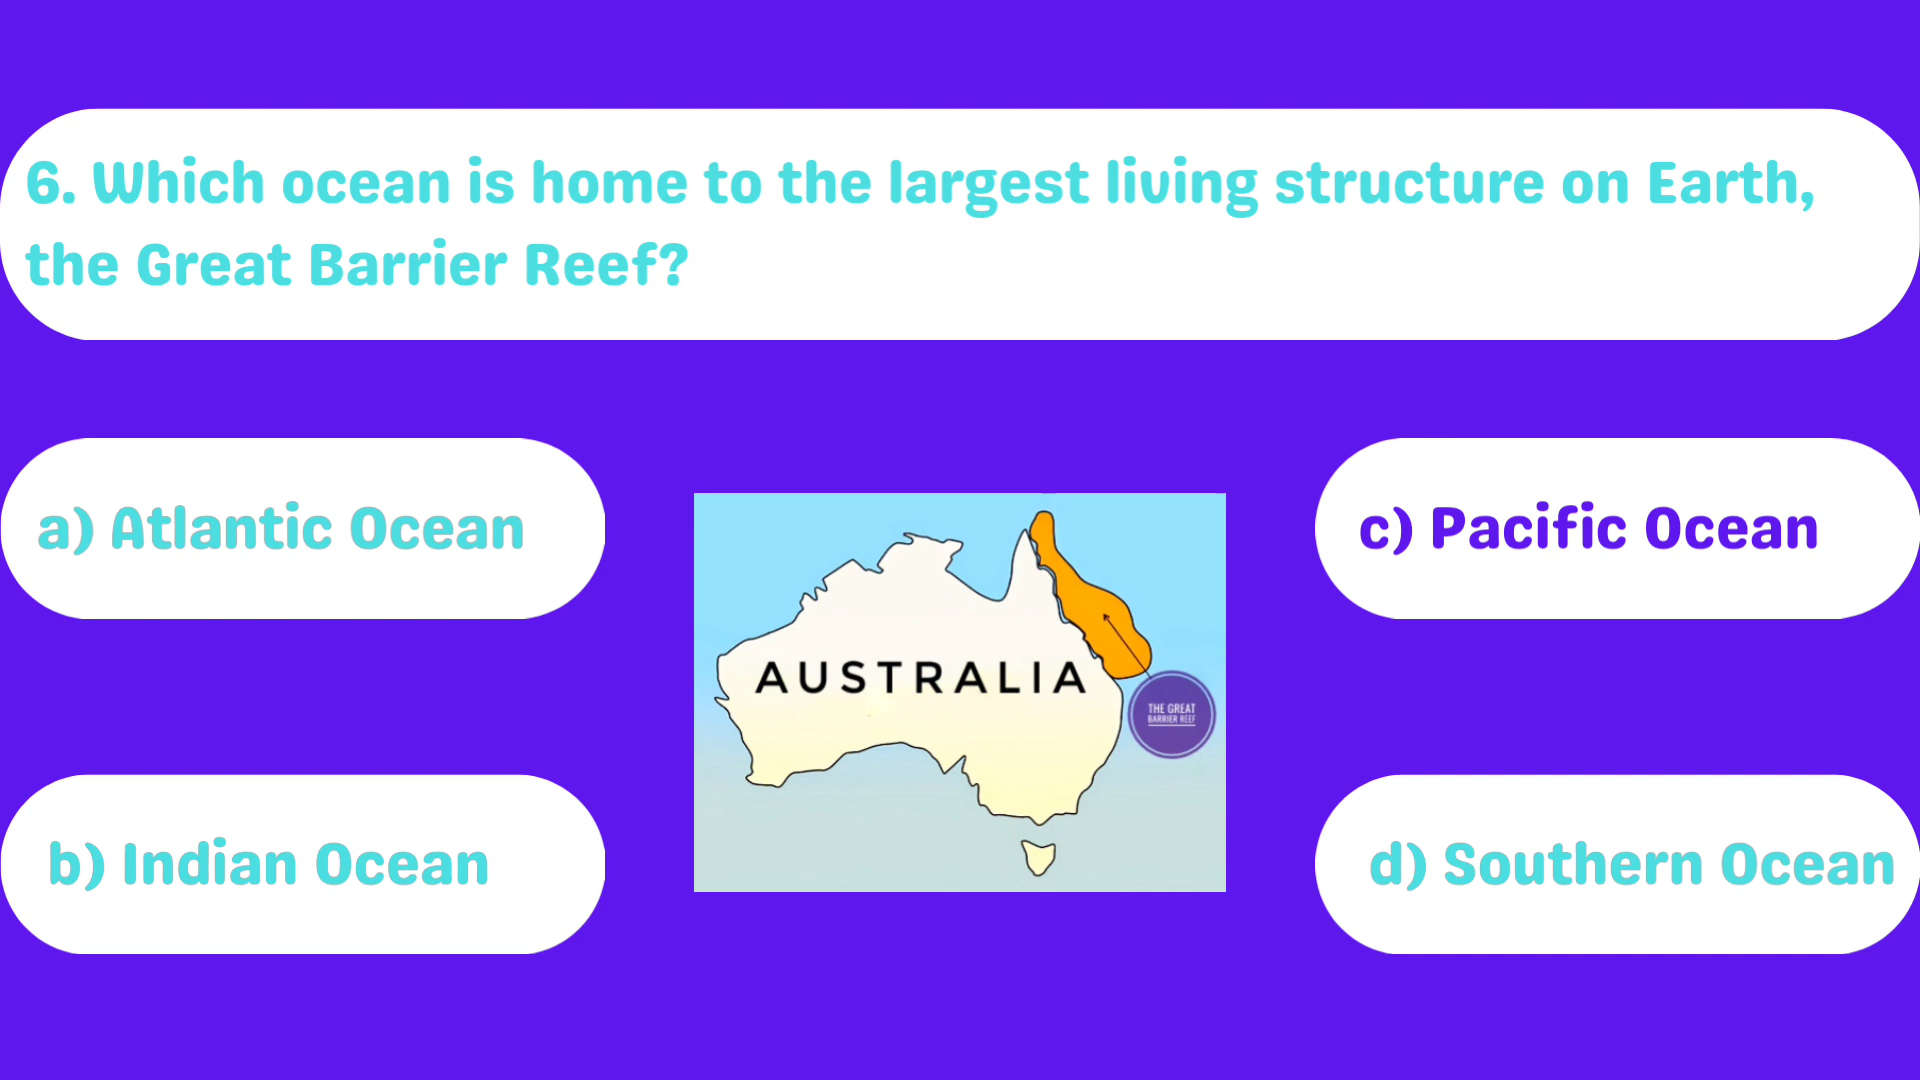 6. Which ocean is home to the largest living structure on Earth,
the Great Barrier Reef?
a) Atlantic Ocean
c) Pacific Ocean
AUSTRALIA
THE GREAT
BARRIER REEF
b) Indian Ocean
d) Southern Ocean